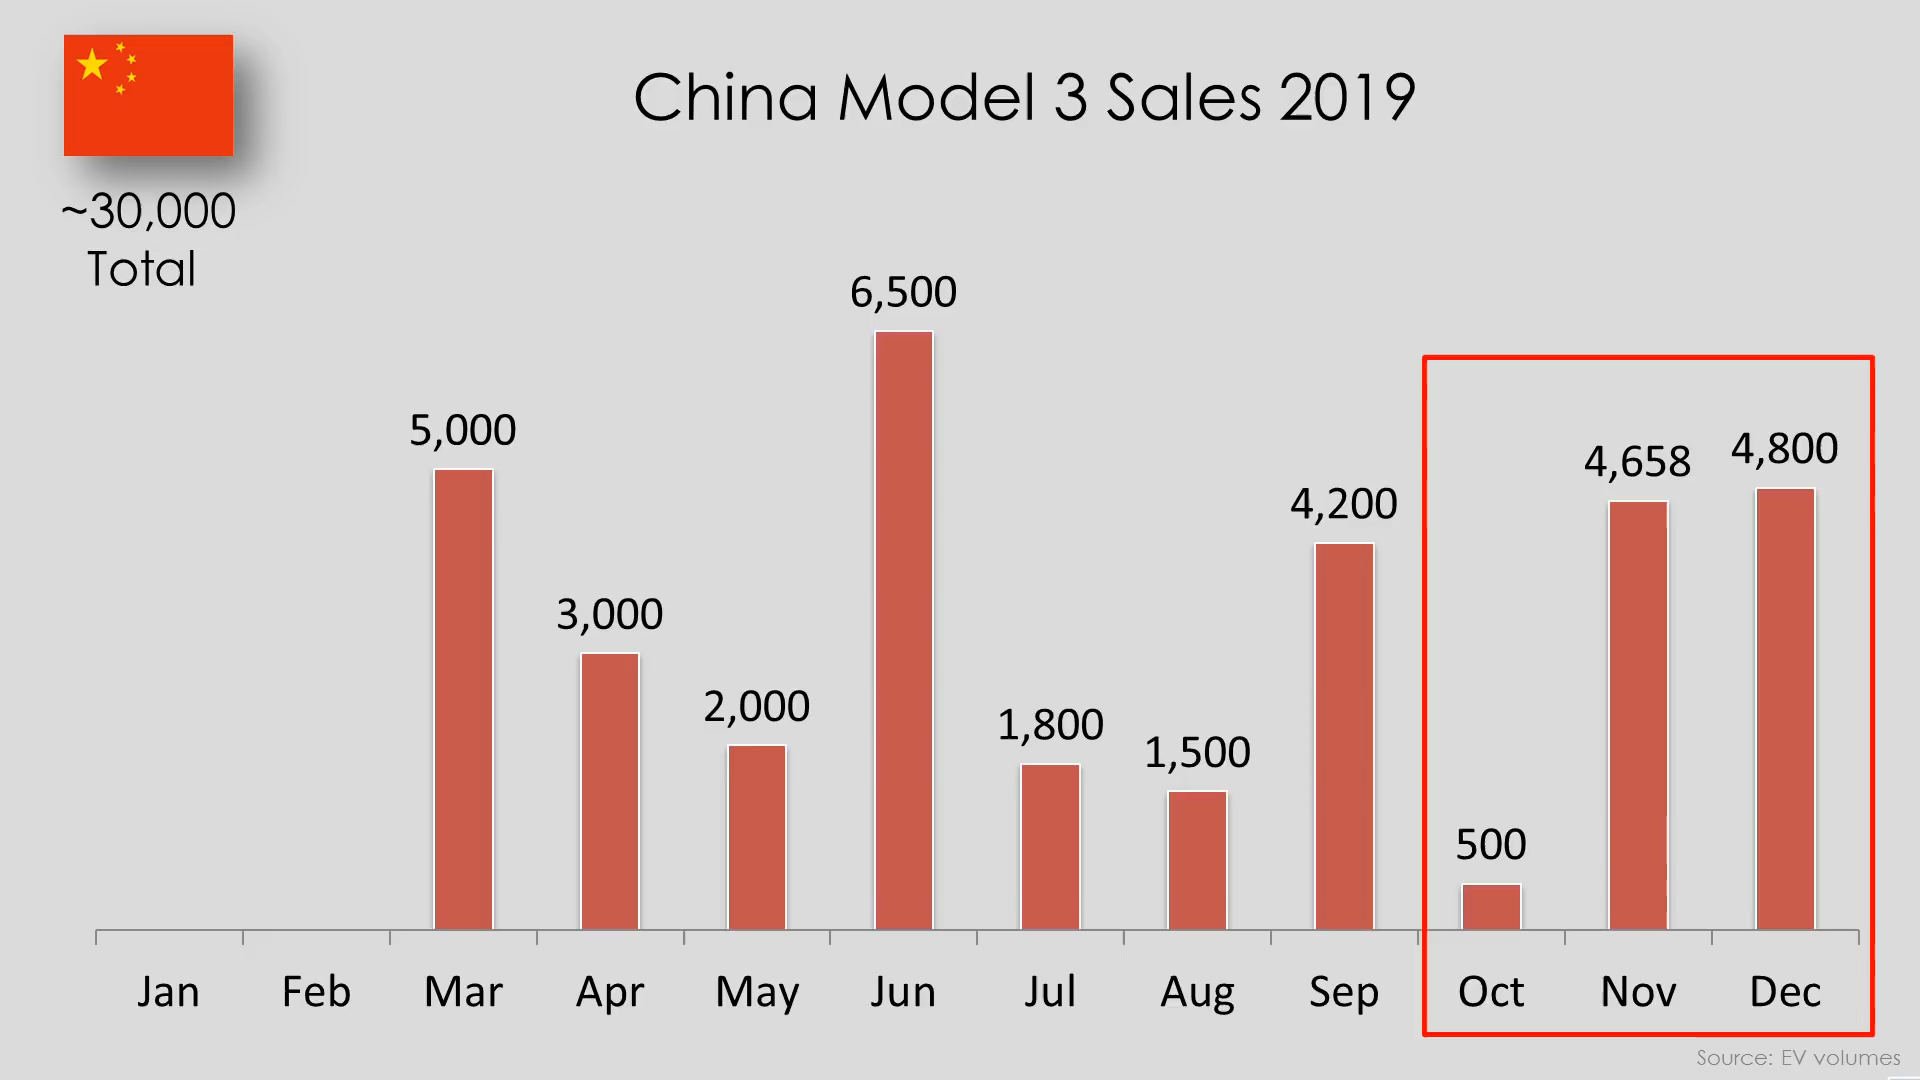 China Model 3 Sales 2019
~30,000
Total
5,000
3,000
2,000
6,500
1,800
1,500
4,200
500
4,658
4,800
Jan Feb Mar Apr May Jun Jul Aug Sep Oct Nov Dec
Source: EV volumes